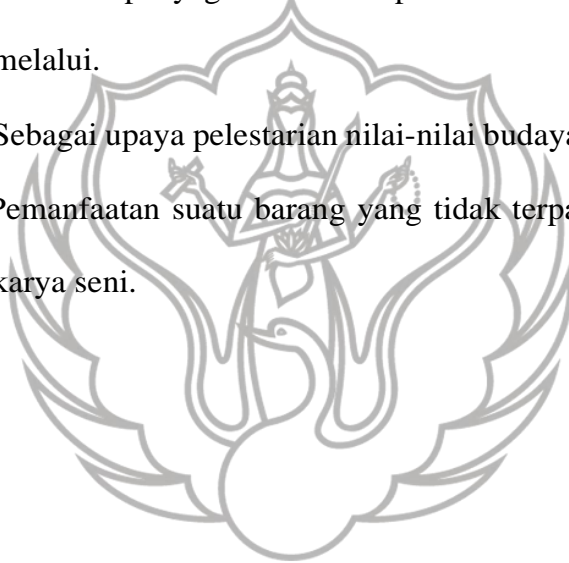 melalui.
Sebagai upaya pelestarian nilai-nilai budaya
Pemanfaatan suatu barang yang tidak terpa
karya seni.